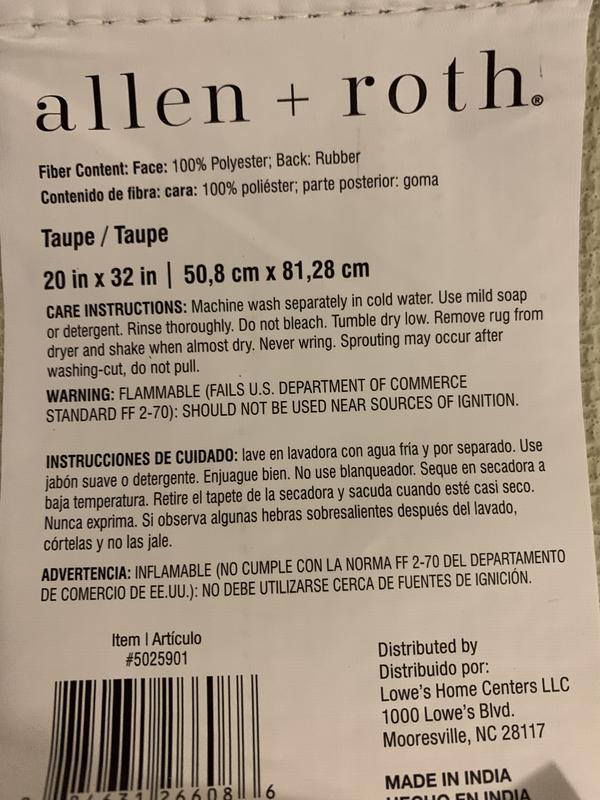 allen + roth®
Fiber Content: Face: 100% Polyester; Back: Rubber
Contenido de fibra: cara: 100% poliéster; parte posterior: goma
Taupe / Taupe
20 in x 32 in | 50,8 cm x 81,28 cm
CARE INSTRUCTIONS: Machine wash separately in cold water. Use mild soap
or detergent. Rinse thoroughly. Do not bleach. Tumble dry low. Remove rug from
dryer and shake when almost dry. Never wring. Sprouting may occur after
washing-cut, do not pull.
WARNING: FLAMMABLE (FAILS U.S. DEPARTMENT OF COMMERCE
STANDARD FF 2-70): SHOULD NOT BE USED NEAR SOURCES OF IGNITION.
INSTRUCCIONES DE CUIDADO: lave en lavadora con agua fría y por separado. Use
jabón suave o detergente. Enjuague bien. No use blanqueador. Seque en secadora a
baja temperatura. Retire el tapete de la secadora y sacuda cuando esté casi seco.
Nunca exprima. Si observa algunas hebras sobresalientes después del lavado,
córtelas y no las jale.
ADVERTENCIA: INFLAMABLE (NO CUMPLE CON LA NORMA FF 2-70 DEL DEPARTAMENTO
DE COMERCIO DE EE.UU.): NO DEBE UTILIZARSE CERCA DE FUENTES DE IGNICIÓN.
Item | Artículo
#5025901
26608 6
Distributed by
Distribuido por:
Lowe's Home Centers LLC
1000 Lowe's Blvd.
Mooresville, NC 28117
MADE IN INDIA
HECHO EN INDIA